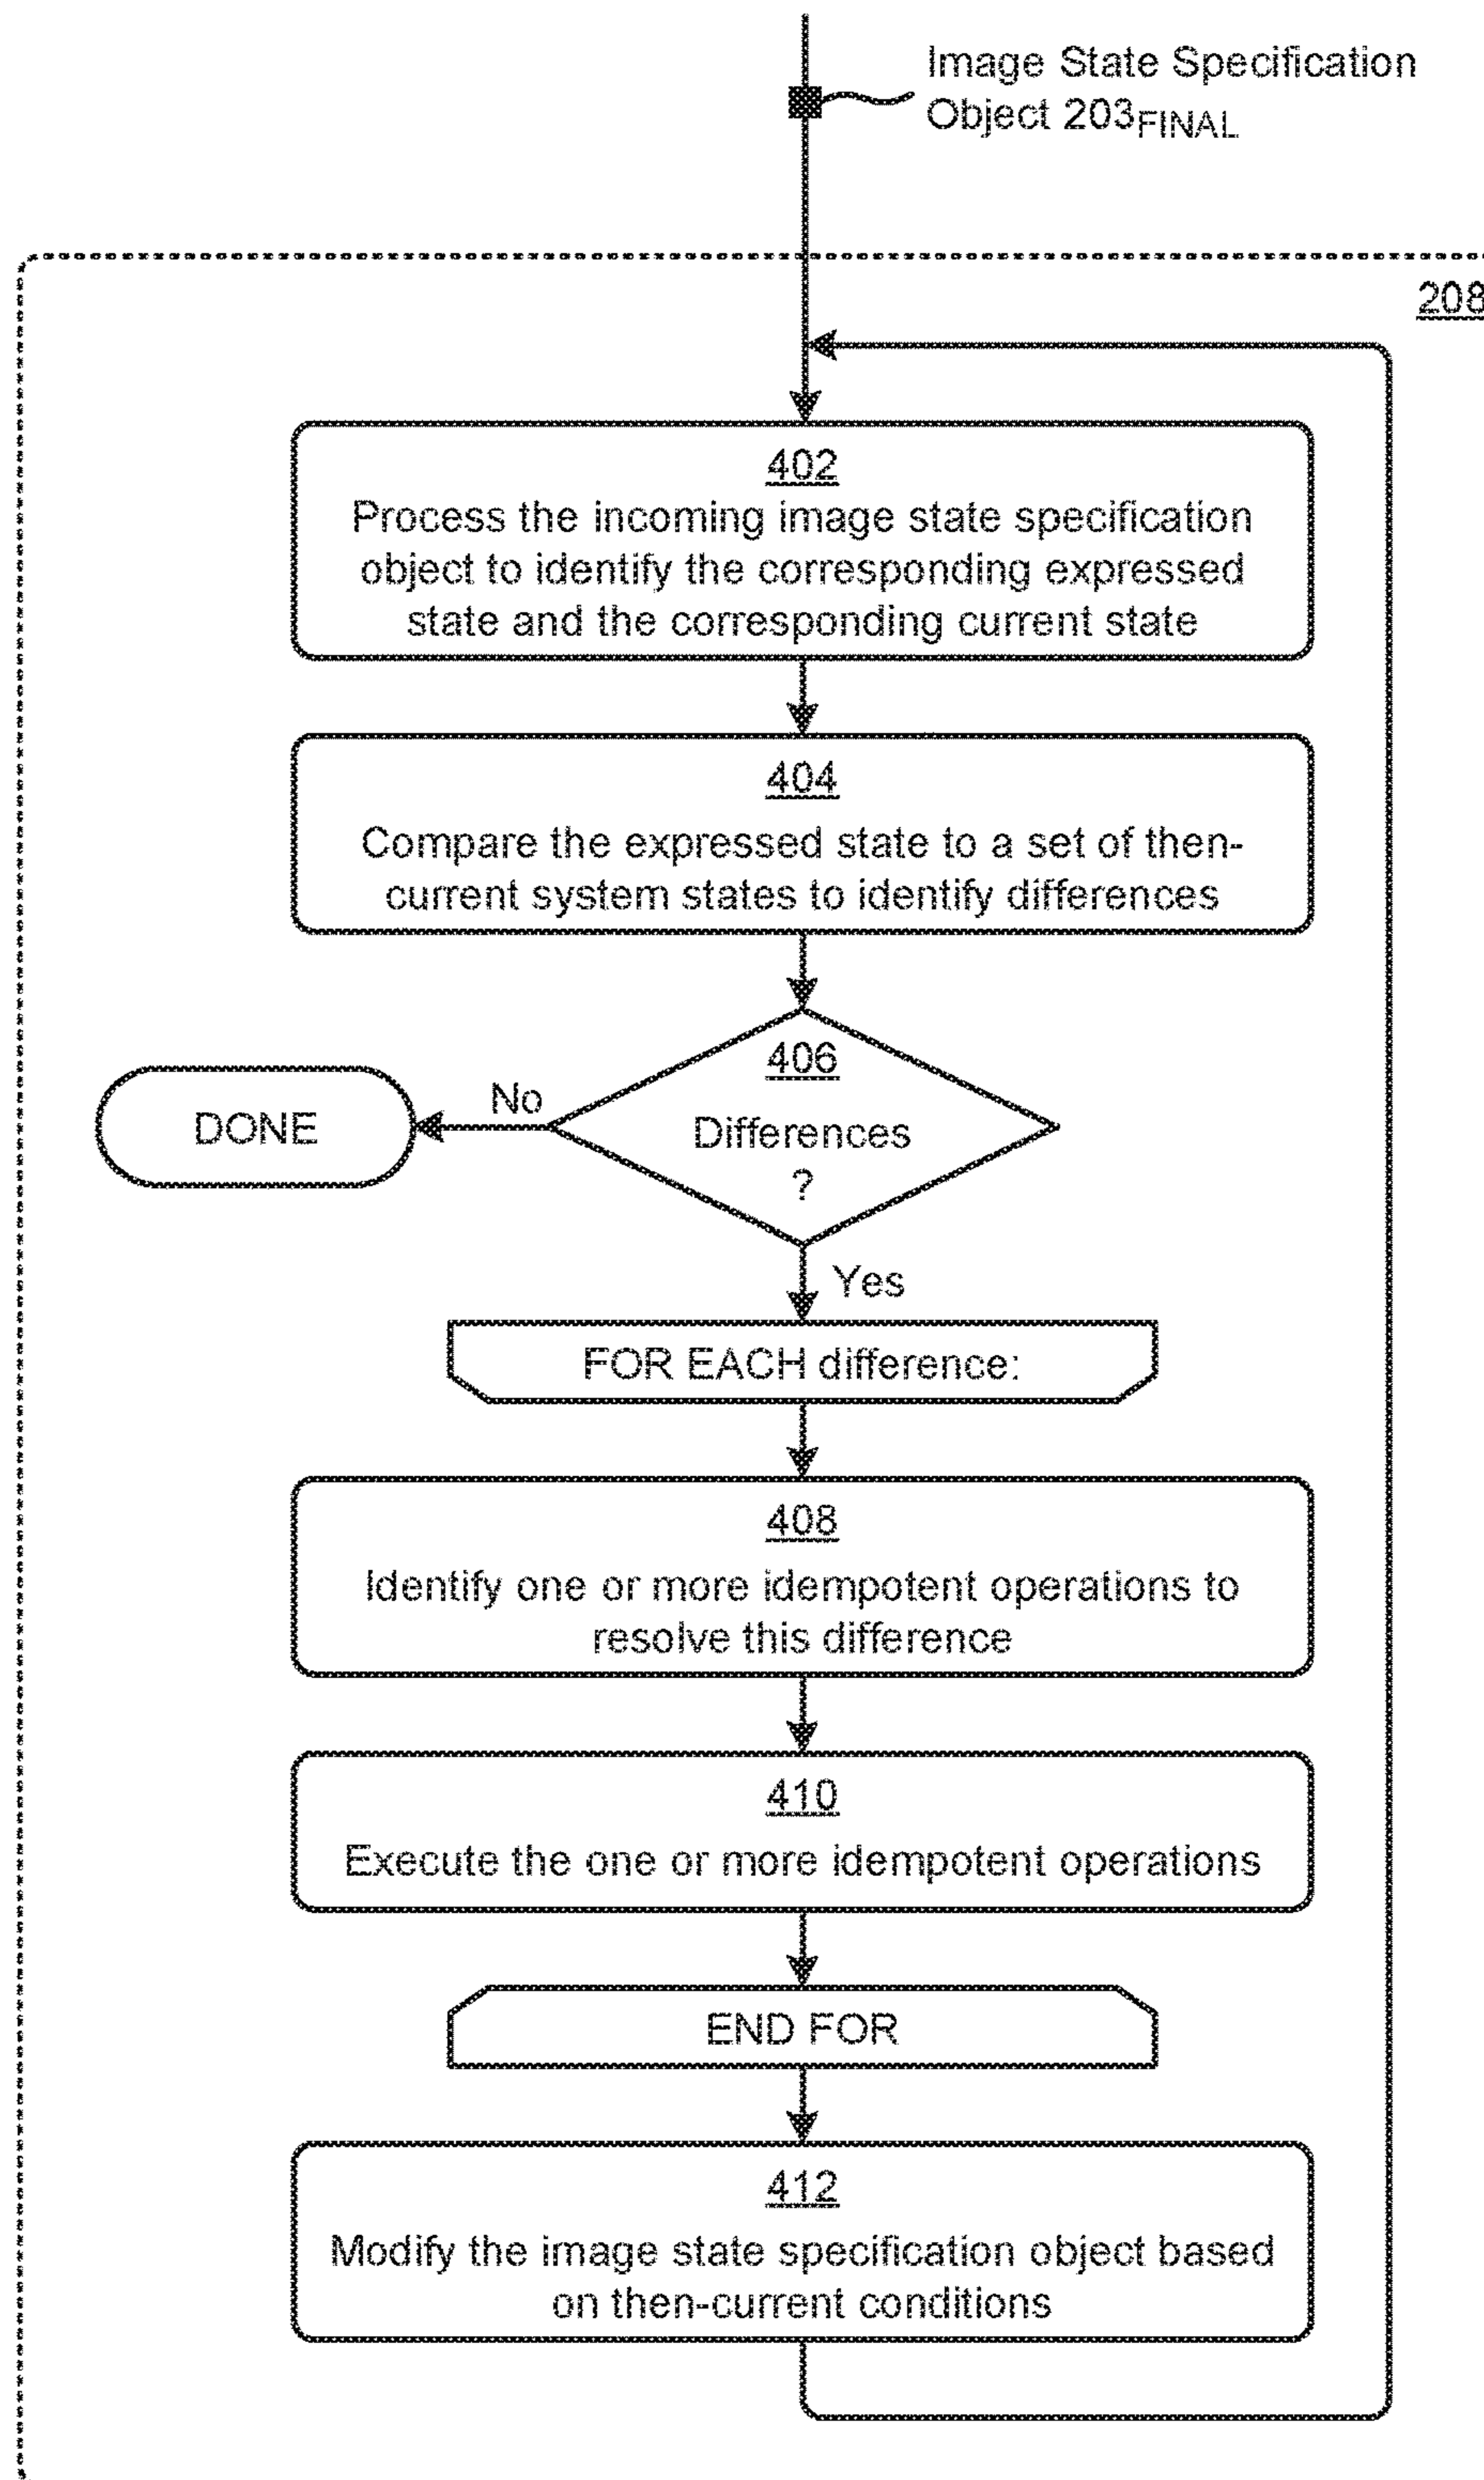 Image State Specification
Object 203FINAL
208
402
Process the incoming image state specification
object to identify the corresponding expressed
state and the corresponding current state
404
Compare the expressed state to a set of then-
current system states to identify differences
406
Differences
?
No
DONE
Yes
FOR EACH difference:
408
Identify one or more idempotent operations to
resolve this difference
410
Execute the one or more idempotent operations
END FOR
412
Modify the image state specification object based
on then-current conditions